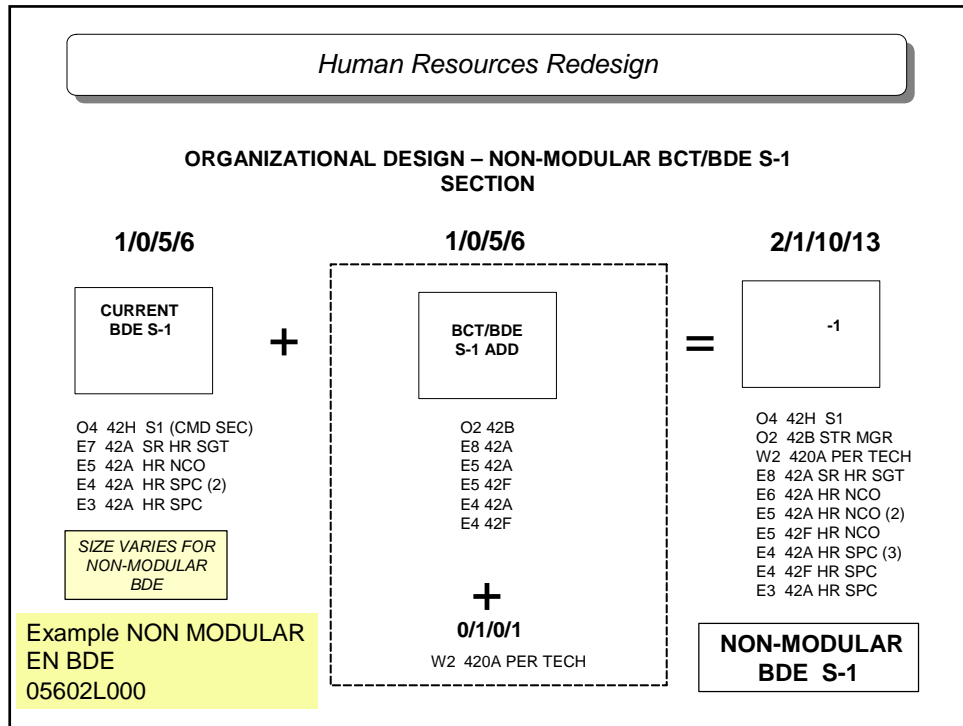 Human Resources Redesign
ORGANIZATIONAL DESIGN – NON-MODULAR BCT/BDE S-1
SECTION
1/0/5/6
CURRENT
BDE S-1
O4 42H S1 (CMD SEC)
E7 42A SR HR SGT
E5 42A HR NCO
E4 42A HR SPC (2)
E3 42A HR SPC
SIZE VARIES FOR
NON-MODULAR
BDE
Example NON MODULAR
EN BDE
05602L000
+
1/0/5/6
BCT/BDE
S-1 ADD
O2 42B
E8 42A
E5 42A
E5 42F
E4 42A
E4 42F
+
0/1/0/1
W2 420A PER TECH
=
2/1/10/13
-1
O4 42H S1
O2 42B STR MGR
W2 420A PER TECH
E8 42A SR HR SGT
E6 42A HR NCO
E5 42A HR NCO (2)
E5 42F HR NCO
E4 42A HR SPC (3)
E4 42F HR SPC
E3 42A HR SPC
NON-MODULAR
BDE S-1